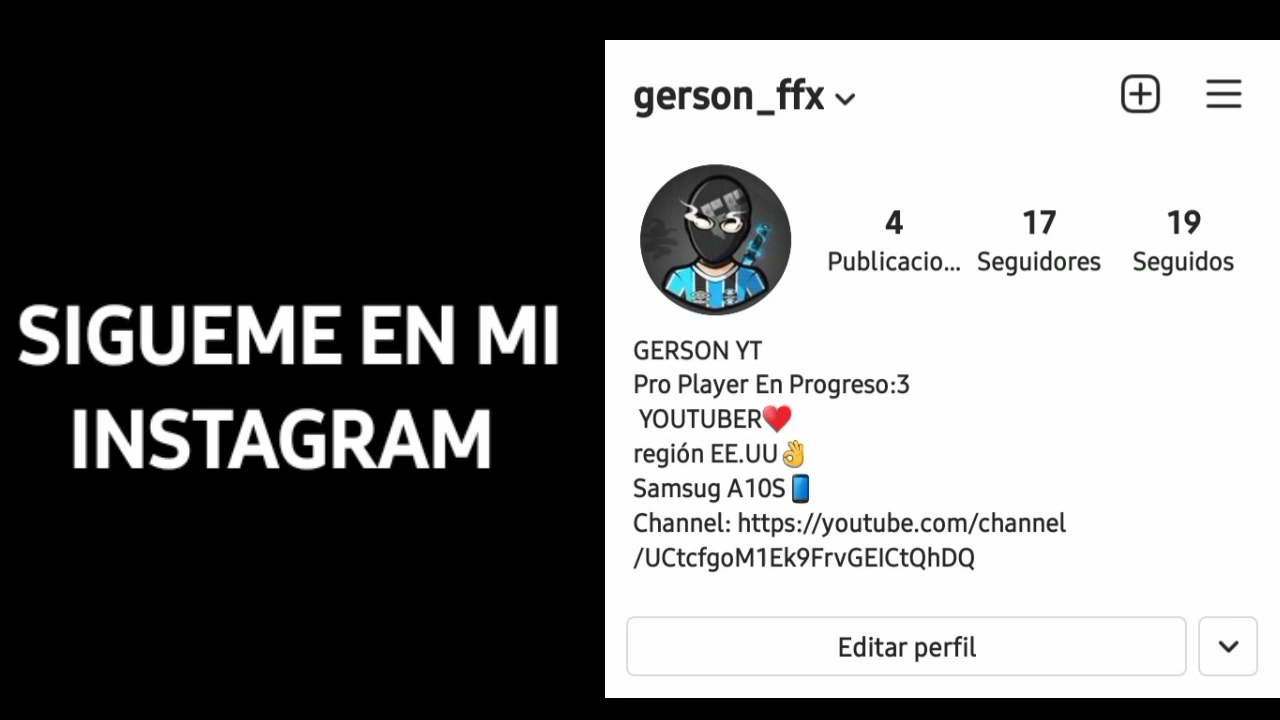 SIGUEME EN MI
INSTAGRAM
gerson_ffx
4
Publicacio...
17
Seguidores
19
Seguidos
GERSON YT
Pro Player En Progreso:3
YOUTUBER❤️
región EE.UU👌
Samsug A10S📱
Channel: https://youtube.com/channel
/UCtcfgoM1Ek9FrvGEICtQhDQ
Editar perfil